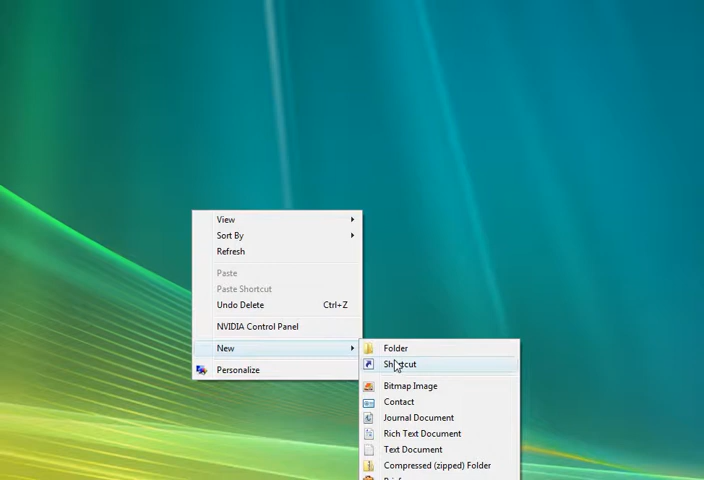 View
Sort By
Refresh
Paste
Paste Shortcut
Undo Delete Ctrl+Z
NVIDIA Control Panel
New
Personalize
Folder
Shortcut
Bitmap Image
Contact
Journal Document
Rich Text Document
Text Document
Compressed (zipped) Folder